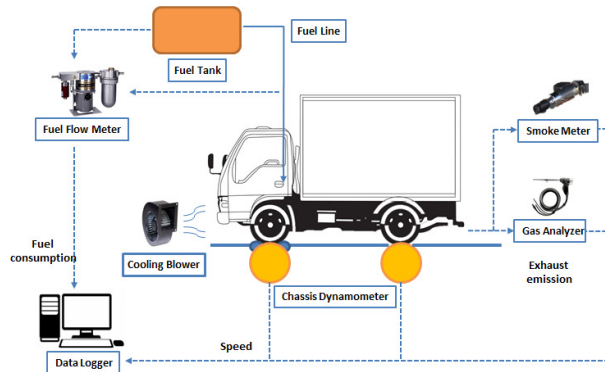 Fuel Line
Fuel Tank
Fuel Flow Meter
Smoke Meter
Gas Analyzer
Fuel
consumption
Cooling Blower
Exhaust
emission
Chassis Dynamometer
Speed
Data Logger